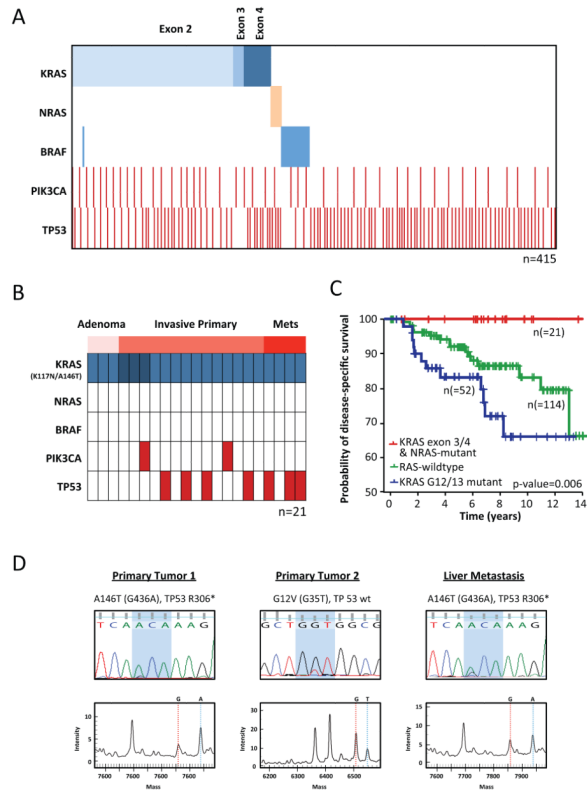 A
Exon 2
Exon 3
Exon 4
KRAS
NRAS
BRAF
PIK3CA
TP53
n=415
B
Adenoma Invasive Primary Mets
KRAS
(K117N/A146T)
NRAS
BRAF
PIK3CA
TP53
n=21
C
Probability of disease-specific survival
100
90
80
70
60
50
n(=21)
n(=52)
n(=114)
KRAS exon 3/4
& NRAS-mutant
RAS-wildtype
KRAS G12/13 mutant
p-value=0.006
0 2 4 6 8 10 12 14
Time (years)
D
Primary Tumor 1
A146T (G436A), TP53 R306*
T C A A C A A A G
Intensity
10
5
0
G A
7600 7600 7600 7600
Mass
Primary Tumor 2
G12V (G35T), TP 53 wt
G C T G G T G G C G
Intensity
30
20
10
0
G T
6200 6300 6400 6500
Mass
Liver Metastasis
A146T (G436A), TP53 R306*
T C A A C A A A G
Intensity
15
10
5
0
G A
7600 7700 7800 7900
Mass